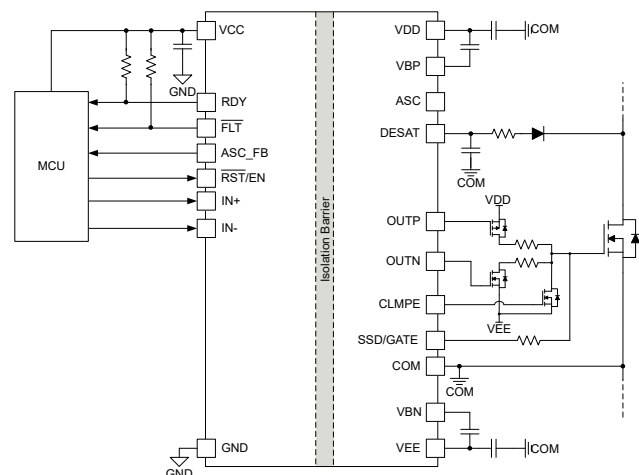 VCC
VDD
COM
GND
VBP
RDY
ASC
FLT
DESAT
MCU
ASC_FB
COM
RST/EN
IN+
IN-
Isolation Barrier
VDD
OUTP
OUTN
CLMPE
VEE
SSD/GATE
COM
COM
VBN
GND
VEE
COM
GND